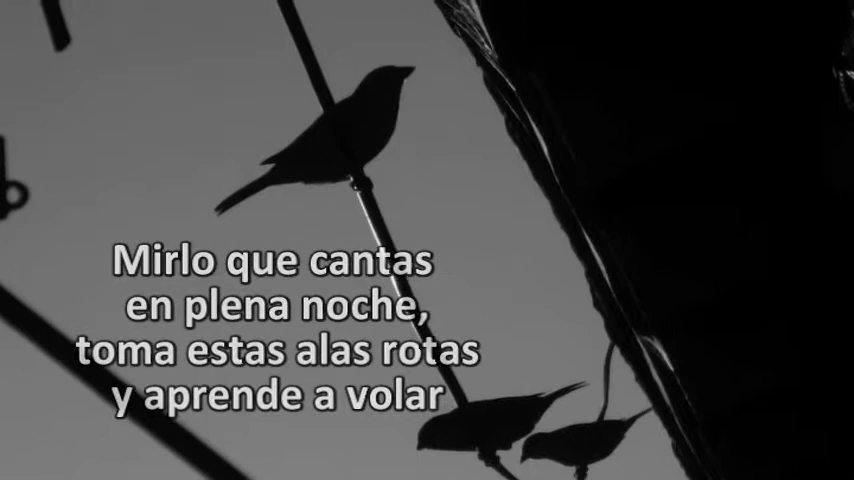 Mirlo que cantas
en plena noche,
toma estas alas rotas
y aprende a volar